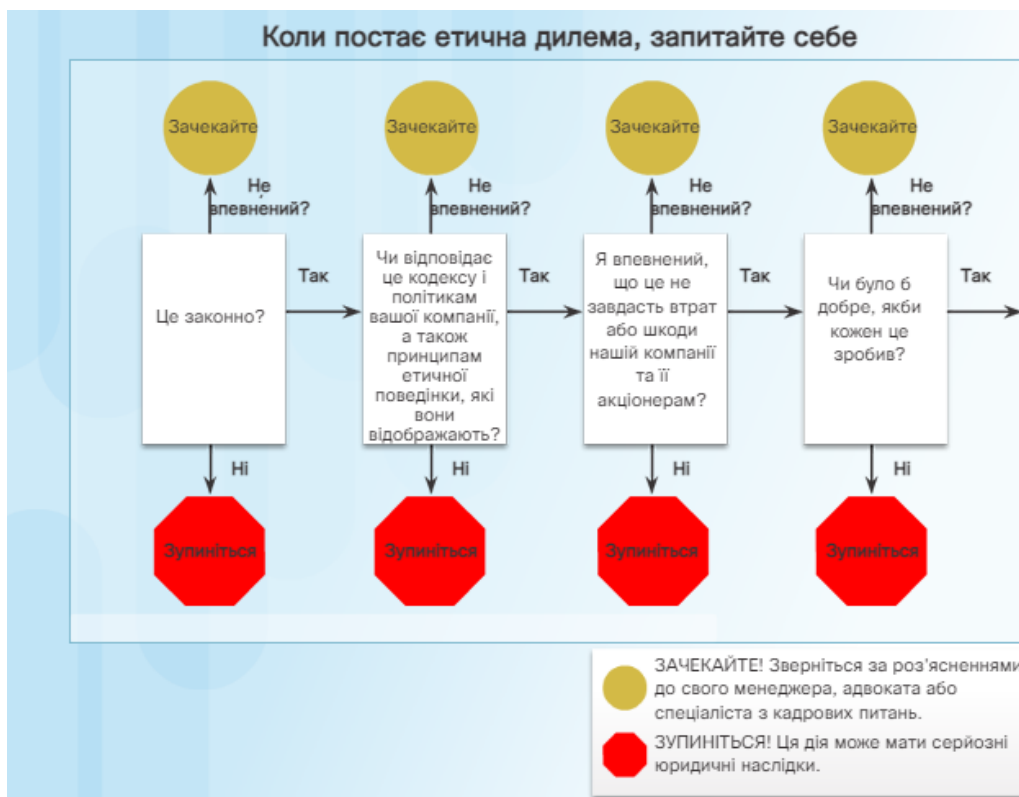 Коли постає етична дилема, запитайте себе
Зачекайте
Зачекайте
Зачекайте
Зачекайте
Не
впевнений?
Не
впевнений?
Не
впевнений?
Не
впевнений?
Це законно?
Так
Чи відповідає
це кодексу і
політикам
вашої компанії,
а також
принципам
етичної
поведінки, які
вони
відображають?
Так
Я впевнений,
що це не
завдасть втрат
або шкоди
нашій компанії
та її
акціонерам?
Так
Чи було б
добре, якби
кожен це
зробив?
Так
Ні
Ні
Ні
Ні
Зупиніться
Зупиніться
Зупиніться
Зупиніться
ЗАЧЕКАЙТЕ! Зверніться за роз'ясненнями
до свого менеджера, адвоката або
спеціаліста з кадрових питань.
ЗУПИНІТЬСЯ! Ця дія може мати серйозні
юридичні наслідки.